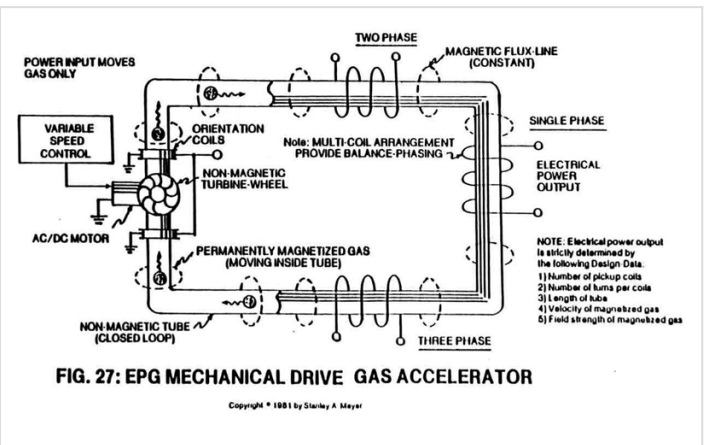 TWO PHASE
MAGNETIC FLUX-LINE
(CONSTANT)
POWER INPUT MOVES
GAS ONLY
SINGLE PHASE
VARIABLE
SPEED
CONTROL
ORIENTATION
COILS
Note: MULTI-COIL ARRANGEMENT
PROVIDE BALANCE-PHASING
ELECTRICAL
POWER
OUTPUT
NON-MAGNETIC
TURBINE-WHEEL
AC/DC MOTOR
PERMANENTLY MAGNETIZED GAS
(MOVING INSIDE TUBE)
NOTE: Electrical power output
is strictly determined by
the following Design-Data.
1) Number of pickup coils
2) Number of turns per coils
3) Length of tube
4) Velocity of magnetized gas
5) Field strength of magnetized gas
NON-MAGNETIC TUBE
(CLOSED LOOP)
THREE PHASE
FIG. 27: EPG MECHANICAL DRIVE GAS ACCELERATOR
Copyright © 1981 by Stanley A Meyer